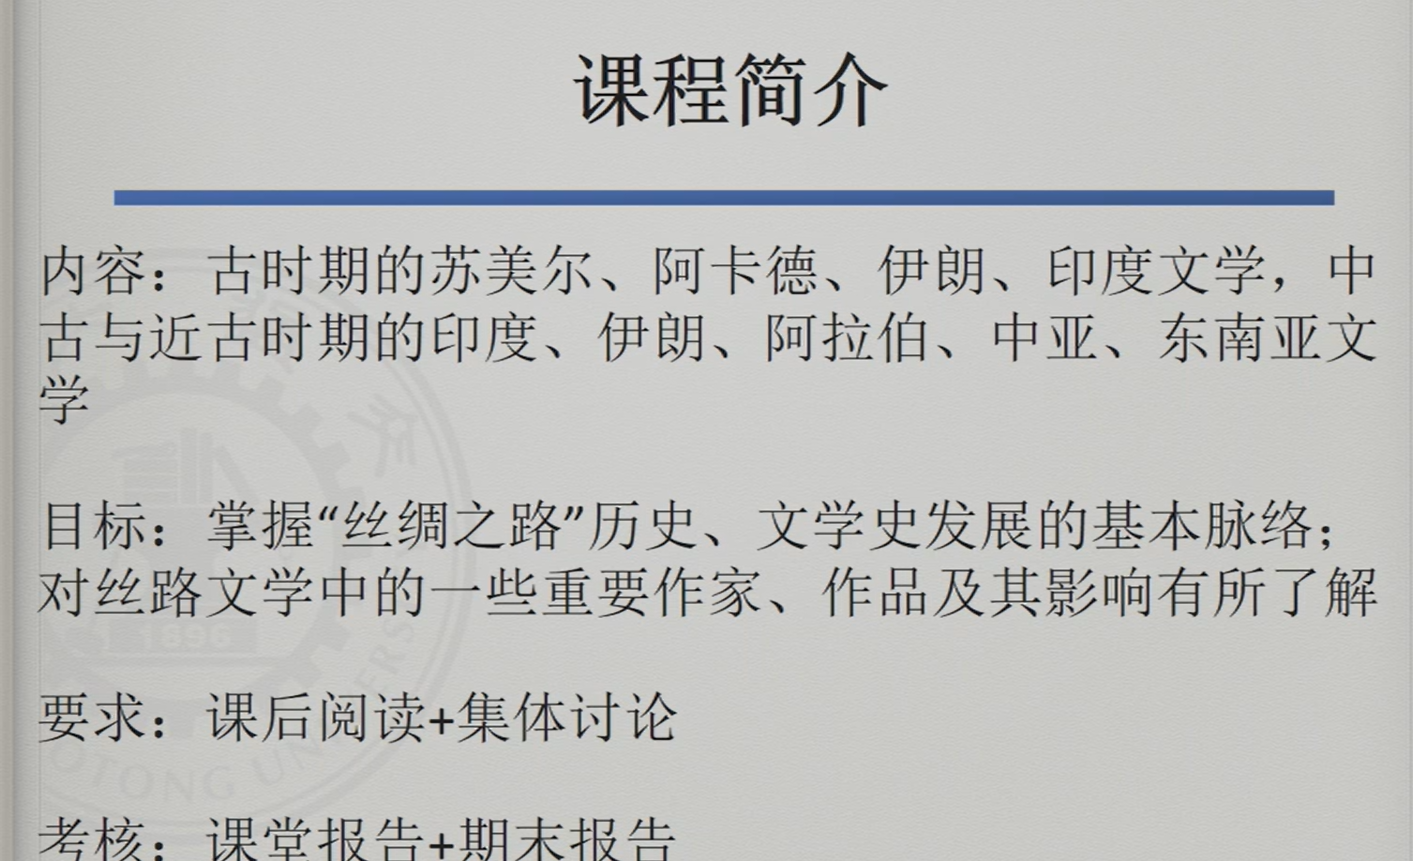 课程简介
内容：古时期的苏美尔、阿卡德、伊朗、印度文学，中
古与近古时期的印度、伊朗、阿拉伯、中亚、东南亚文
学
目标：掌握“丝绸之路”历史、文学史发展的基本脉络；
对丝路文学中的一些重要作家、作品及其影响有所了解
要求：课后阅读+集体讨论
考核：课堂报告+期末报告
1896
OTONG UNIVERS